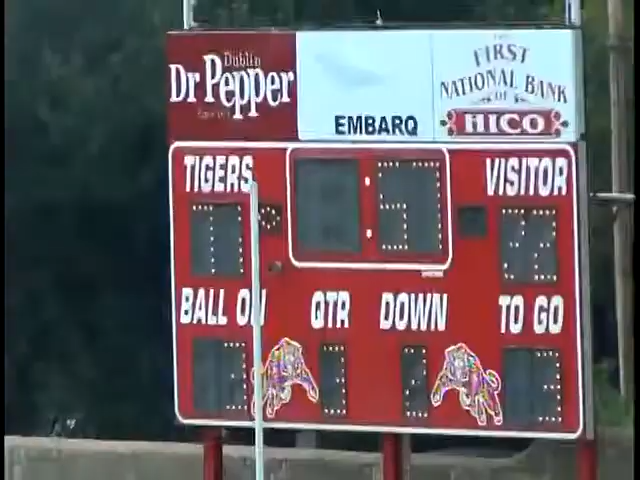 Dublin
Dr Pepper
EMBARQ
FIRST
NATIONAL BANK
OF
HICO
TIGERS
VISITOR
BALL ON
QTR
DOWN
TO GO